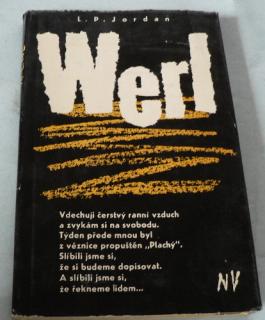 L. P. Jordan
Werl
Vdechuji čerstvý ranní vzduch
a zvykám si na svobodu.
Týden přede mnou byl
z věznice propuštěn „Plachý“.
Slíbili jsme si,
že si budeme dopisovat.
A slíbili jsme si,
že řekneme lidem...
NV